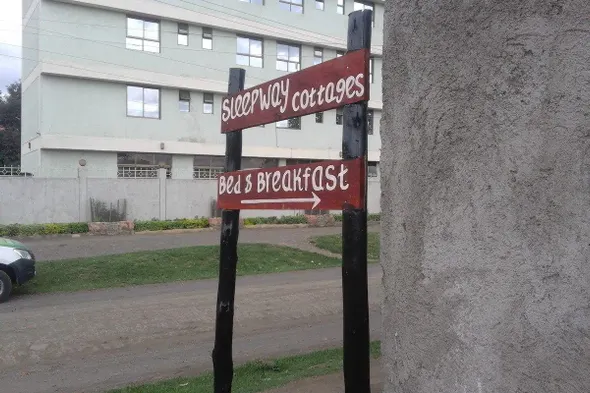 Sleepway cottages
Bed & Breakfast